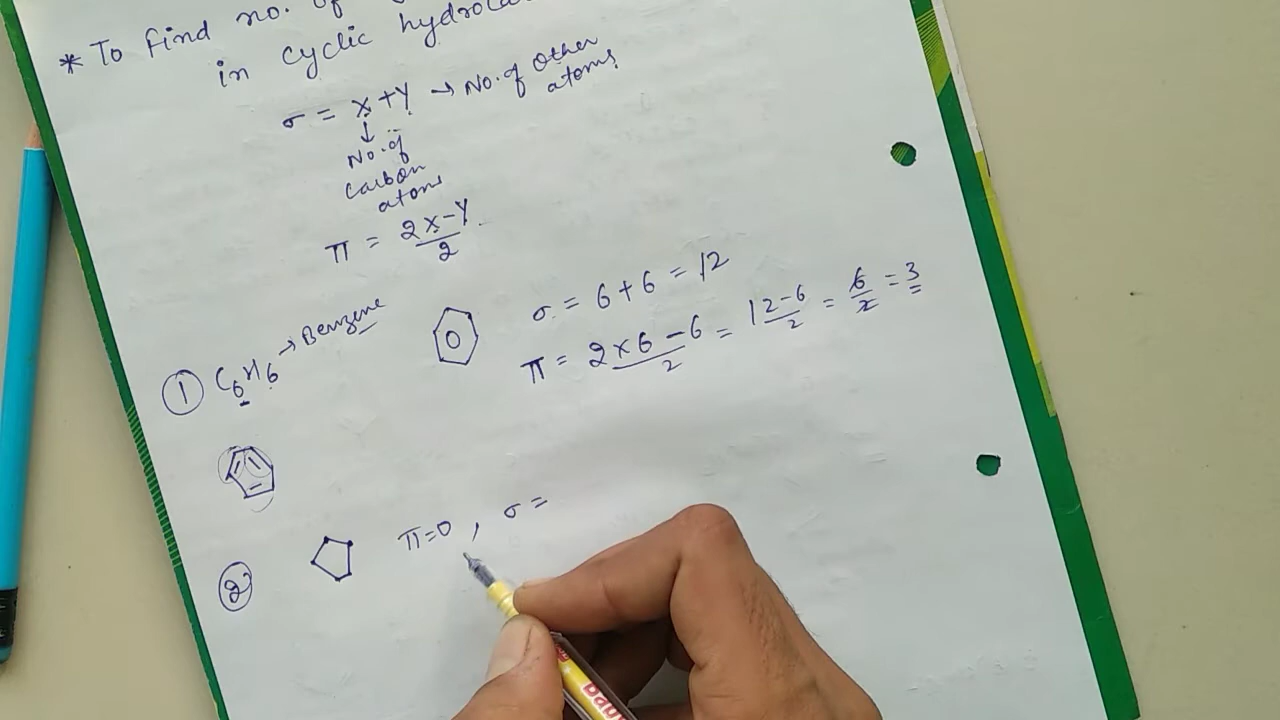 * To find no. of
in cyclic
σ = x + y → No. of other atoms
↓
No. of
carbon
atoms
π = 2x-y/2
① C6H6 → Benzene
σ = 6 + 6 = 12
π = 2×6-6/2 = 12-6/2 = 6/2 = 3
② π=0, σ =